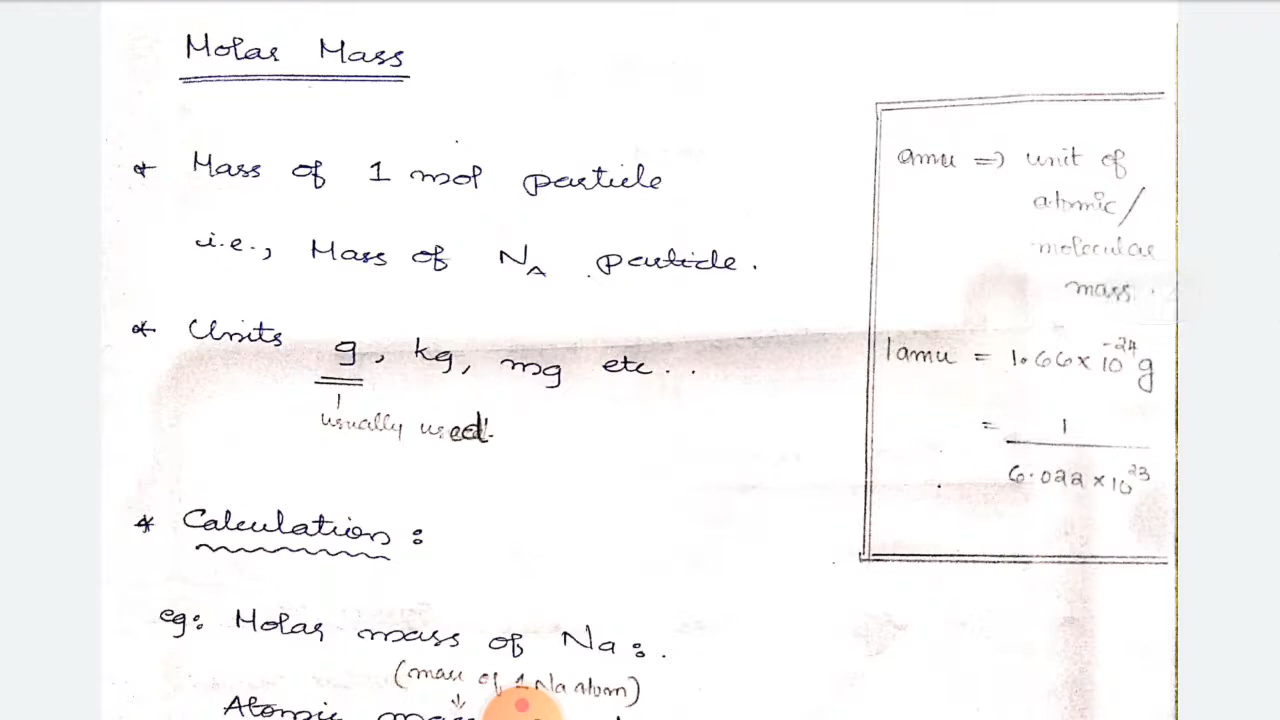 Molar Mass
* Mass of 1 mol particle
i.e., Mass of NA particle.
* Units g, kg, mg etc...
usually used.
* Calculation:
eg: Molar mass of Na:.
(mass of 1 Na atom)
Atomic mass
amu => unit of
atomic/
molecular
mass.
1amu = 1.66×10^-24 g
= 1
6.022×10^23